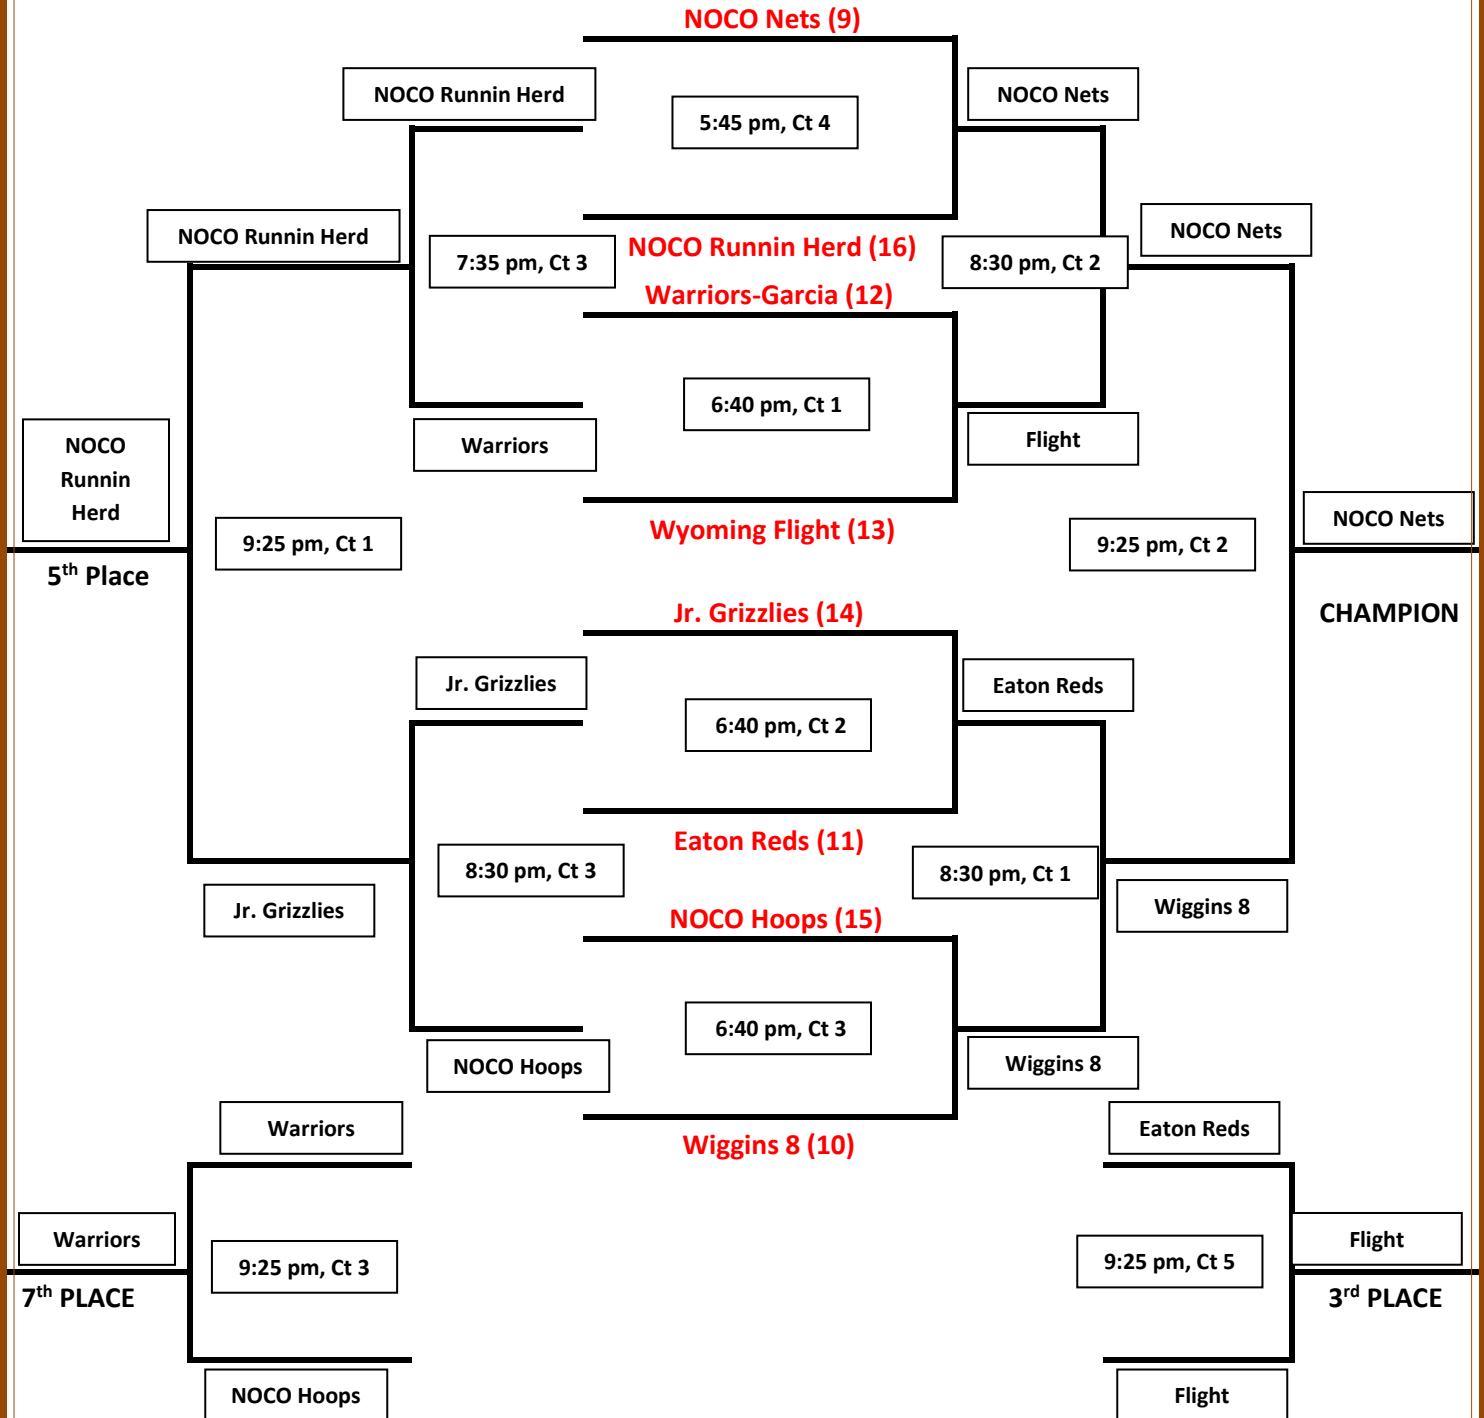 NOCO Nets (9)
NOCO Runnin Herd
NOCO Nets
5:45 pm, Ct 4
NOCO Runnin Herd
NOCO Nets
NOCO Runnin Herd (16)
7:35 pm, Ct 3
8:30 pm, Ct 2
Warriors-Garcia (12)
6:40 pm, Ct 1
Warriors
Flight
NOCO
Runnin
Herd
Wyoming Flight (13)
NOCO Nets
9:25 pm, Ct 1
9:25 pm, Ct 2
5th Place
Jr. Grizzlies (14)
CHAMPION
Jr. Grizzlies
Eaton Reds
6:40 pm, Ct 2
Eaton Reds (11)
8:30 pm, Ct 3
8:30 pm, Ct 1
Jr. Grizzlies
Wiggins 8
NOCO Hoops (15)
6:40 pm, Ct 3
NOCO Hoops
Wiggins 8
Warriors
Eaton Reds
Wiggins 8 (10)
Warriors
Flight
9:25 pm, Ct 3
9:25 pm, Ct 5
7th PLACE
3rd PLACE
NOCO Hoops
Flight